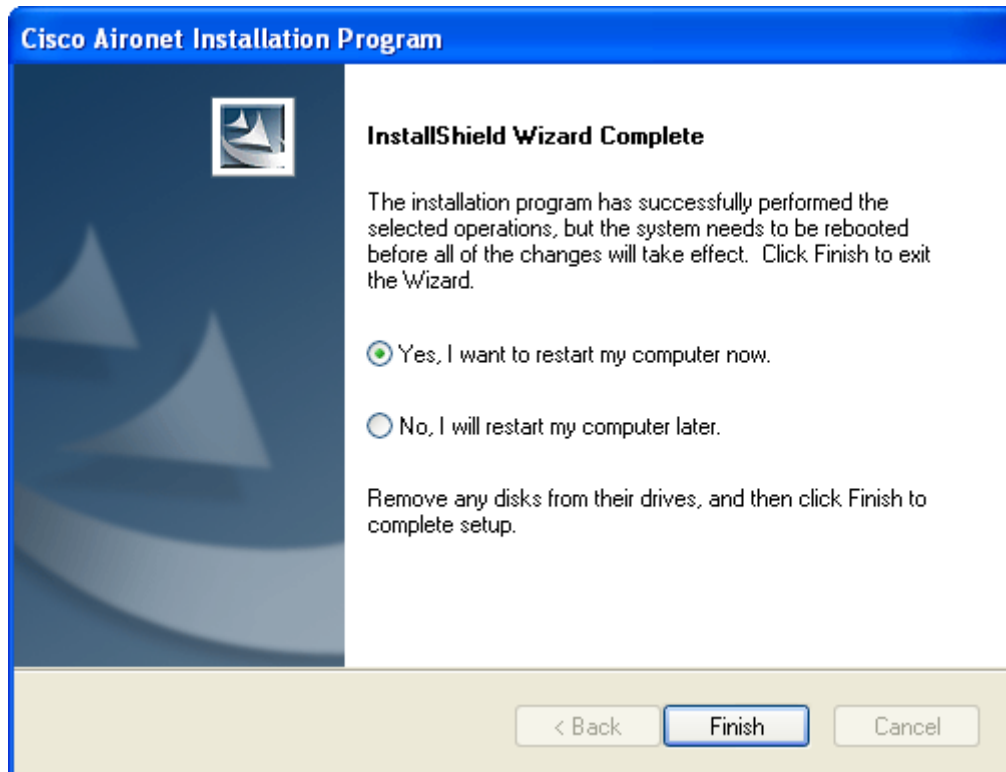 Cisco Aironet Installation Program
InstallShield Wizard Complete
The installation program has successfully performed the
selected operations, but the system needs to be rebooted
before all of the changes will take effect.  Click Finish to exit
the Wizard.
Yes, I want to restart my computer now.
No, I will restart my computer later.
Remove any disks from their drives, and then click Finish to
complete setup.
< Back
Finish
Cancel